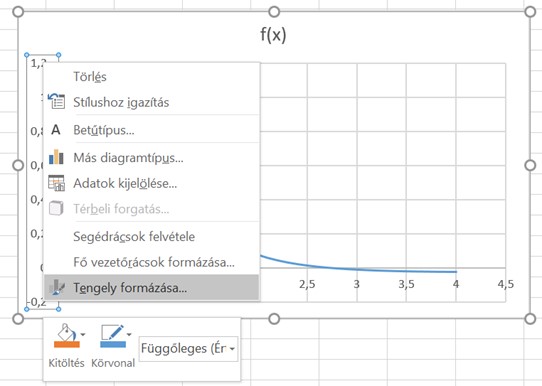 f(x)
1,2
Törlés
Stílushoz igazítás
Betűtípus...
Más diagramtípus...
Adatok kijelölése...
Térbeli forgatás...
Segédrácsok felvétele
Fő vezetőrácsok formázása...
Tengely formázása...
1
0,8
0,6
0,4
0,2
0
-0,2
2,5
3
3,5
4
4,5
Kitöltés
Körvonal
Függőleges (Ér